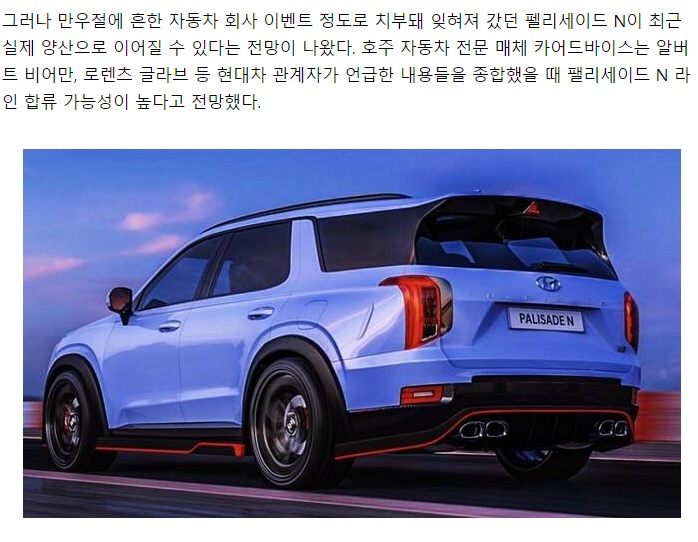 그러나 만우절에 흔한 자동차 회사 이벤트 정도로 치부돼 잊혀져 갔던 펠리세이드 N이 최근
실제 양산으로 이어질 수 있다는 전망이 나왔다. 호주 자동차 전문 매체 카어드바이스는 알버
트 비어만, 로렌츠 글라브 등 현대차 관계자가 언급한 내용들을 종합했을 때 팰리세이드 N 라
인 합류 가능성이 높다고 전망했다.
PALISADE N